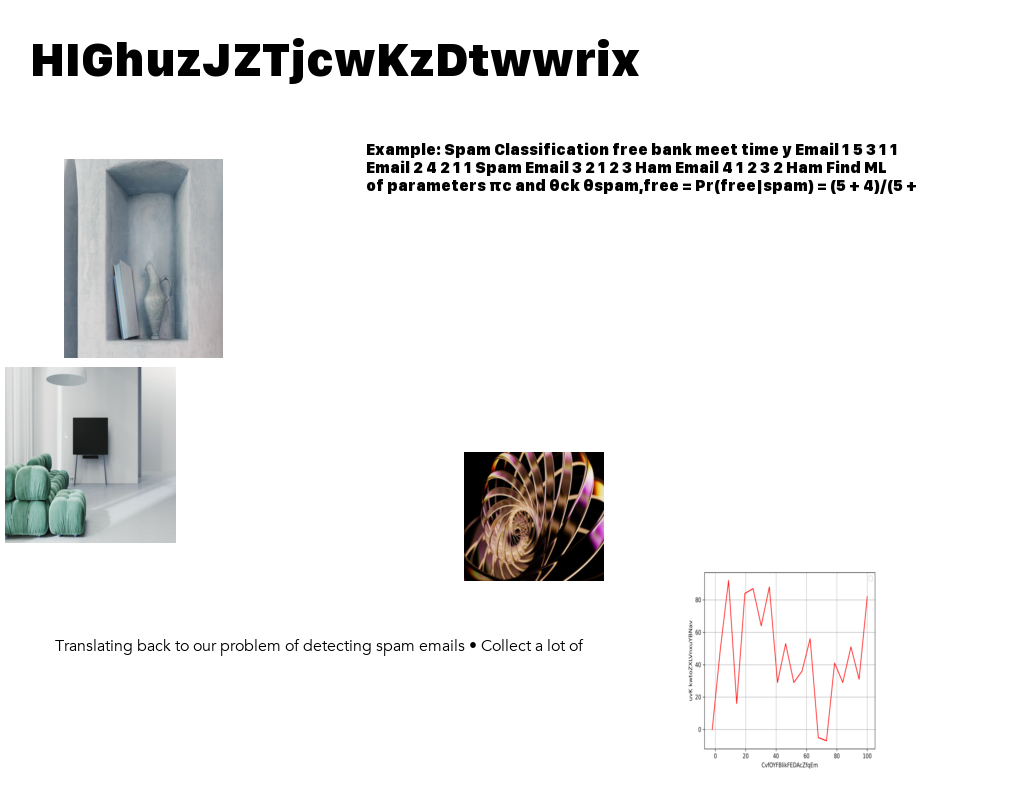 HIGhuzJZTjcwKzDtwwrix
Example: Spam Classification free bank meet time y Email 1 5 3 1 1
Email 2 4 2 1 1 Spam Email 3 2 1 2 3 Ham Email 4 1 2 3 2 Ham Find ML
of parameters πc and θck θspam,free = Pr(free|spam) = (5 + 4)/(5 +
Translating back to our problem of detecting spam emails • Collect a lot of
80
60
40
20
0
0 20 40 60 80 100